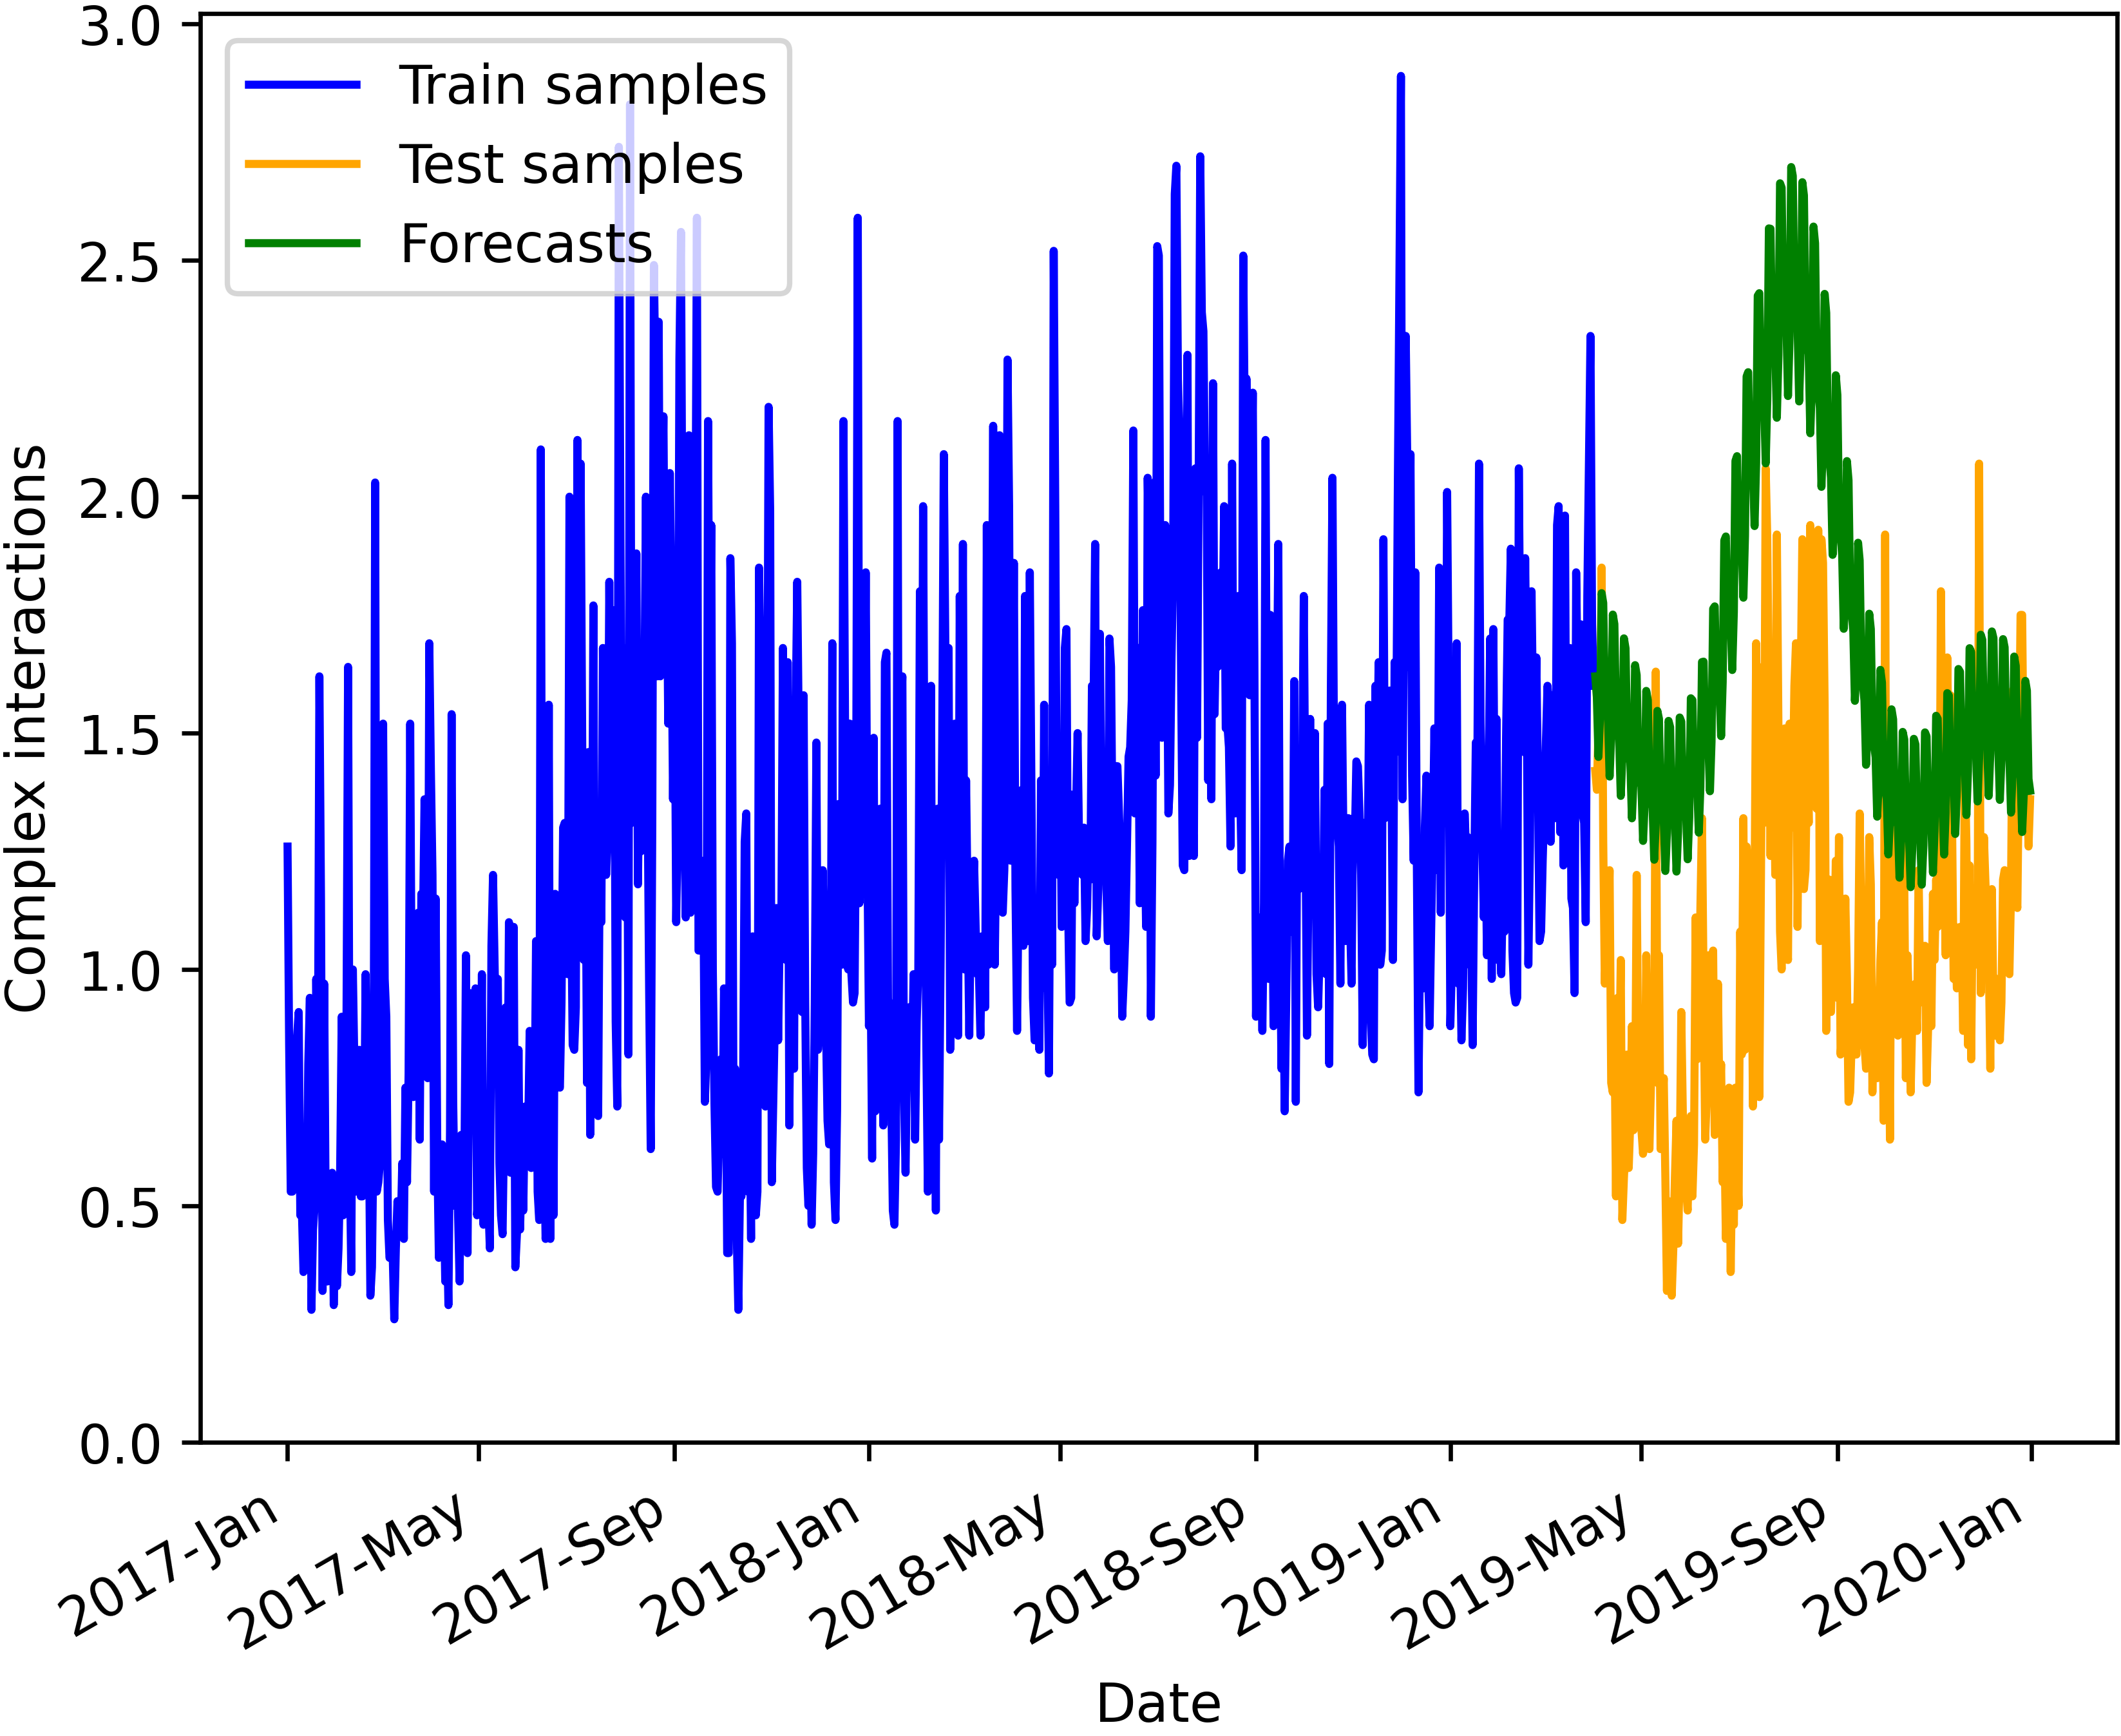 3.0
2.5
2.0
1.5
1.0
0.5
0.0
Complex interactions
Train samples
Test samples
Forecasts
2017-Jan
2017-May
2017-Sep
2018-Jan
2018-May
2018-Sep
2019-Jan
2019-May
2019-Sep
2020-Jan
Date